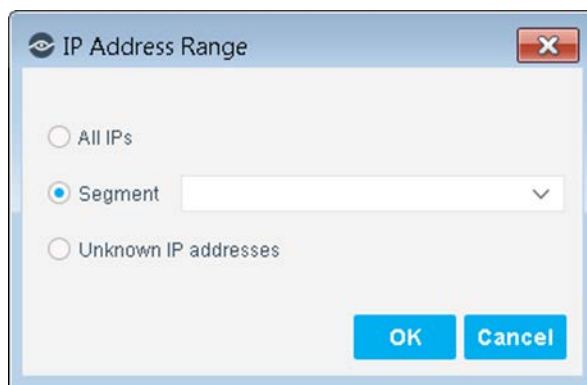 IP Address Range
All IPs
Segment
Unknown IP addresses
OK Cancel